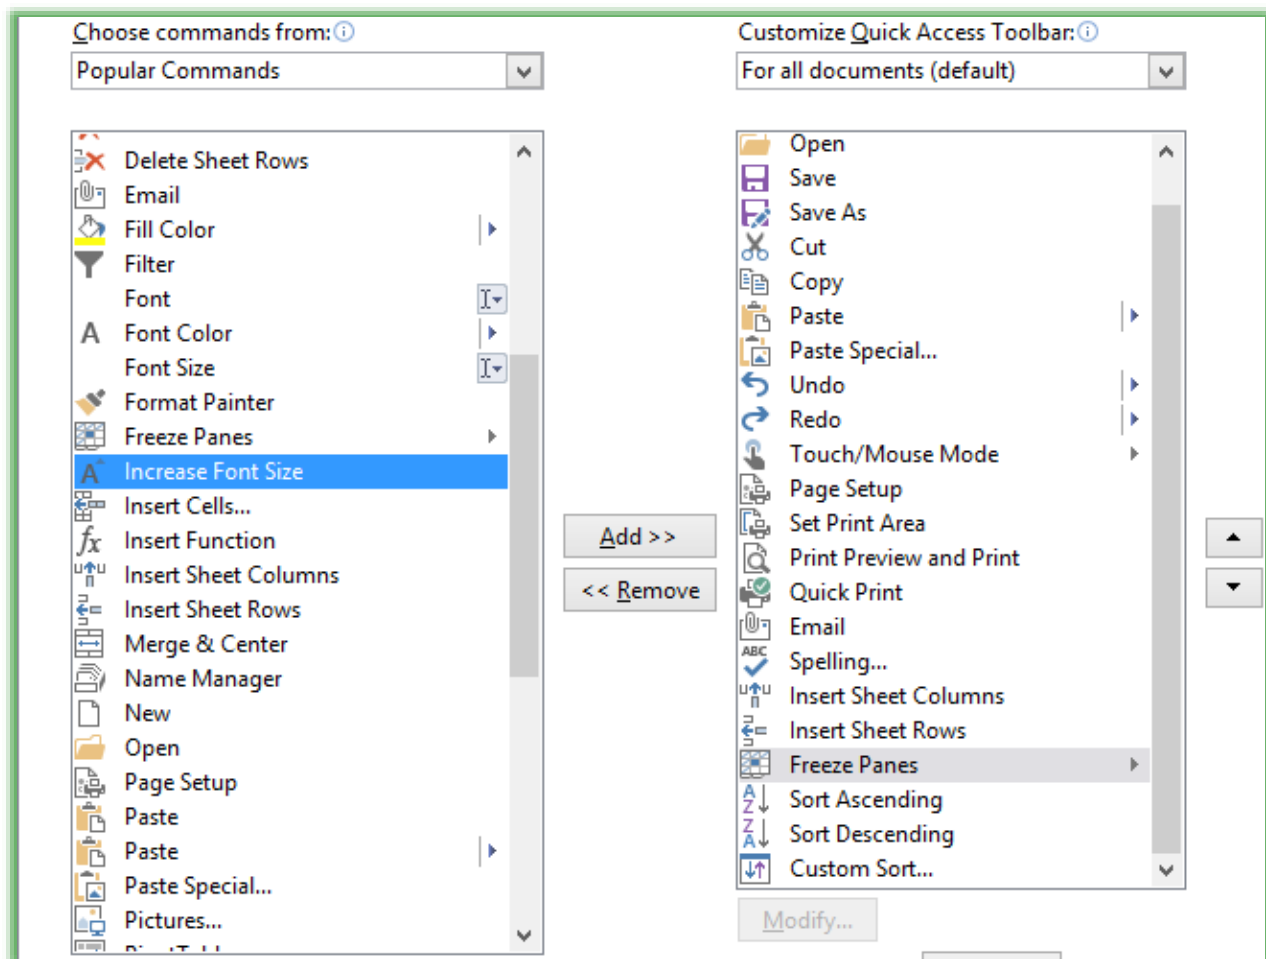 Choose commands from:
Popular Commands
Delete Sheet Rows
Email
Fill Color
Filter
Font
Font Color
Font Size
Format Painter
Freeze Panes
Increase Font Size
Insert Cells...
Insert Function
Insert Sheet Columns
Insert Sheet Rows
Merge & Center
Name Manager
New
Open
Page Setup
Paste
Paste
Paste Special...
Pictures...
Add >>
<< Remove
Customize Quick Access Toolbar:
For all documents (default)
Open
Save
Save As
Cut
Copy
Paste
Paste Special...
Undo
Redo
Touch/Mouse Mode
Page Setup
Set Print Area
Print Preview and Print
Quick Print
Email
Spelling...
Insert Sheet Columns
Insert Sheet Rows
Freeze Panes
Sort Ascending
Sort Descending
Custom Sort...
Modify...